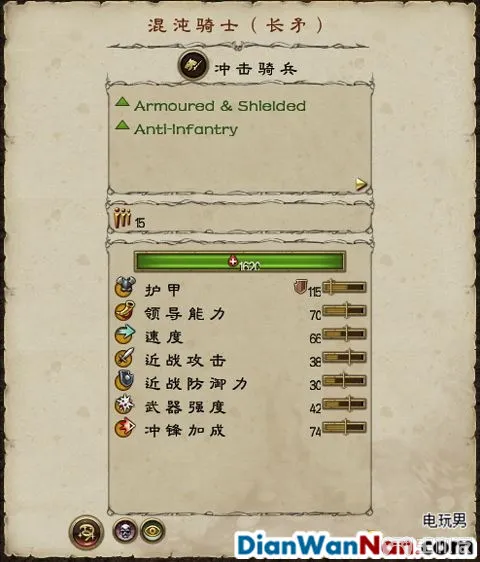 混沌骑士（长矛）
冲击骑兵
Armoured & Shielded
Anti-Infantry
15
1620
护甲 115
领导能力 70
速度 66
近战攻击 38
近战防御力 30
武器强度 42
冲锋加成 74
电玩男
DianWanNan.com